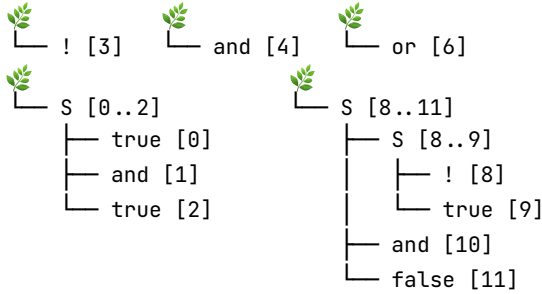 ! [3] and [4] or [6]
S [0..2] S [8..11]
true [0] S [8..9]
and [1] ! [8]
true [2] true [9]
and [10]
false [11]